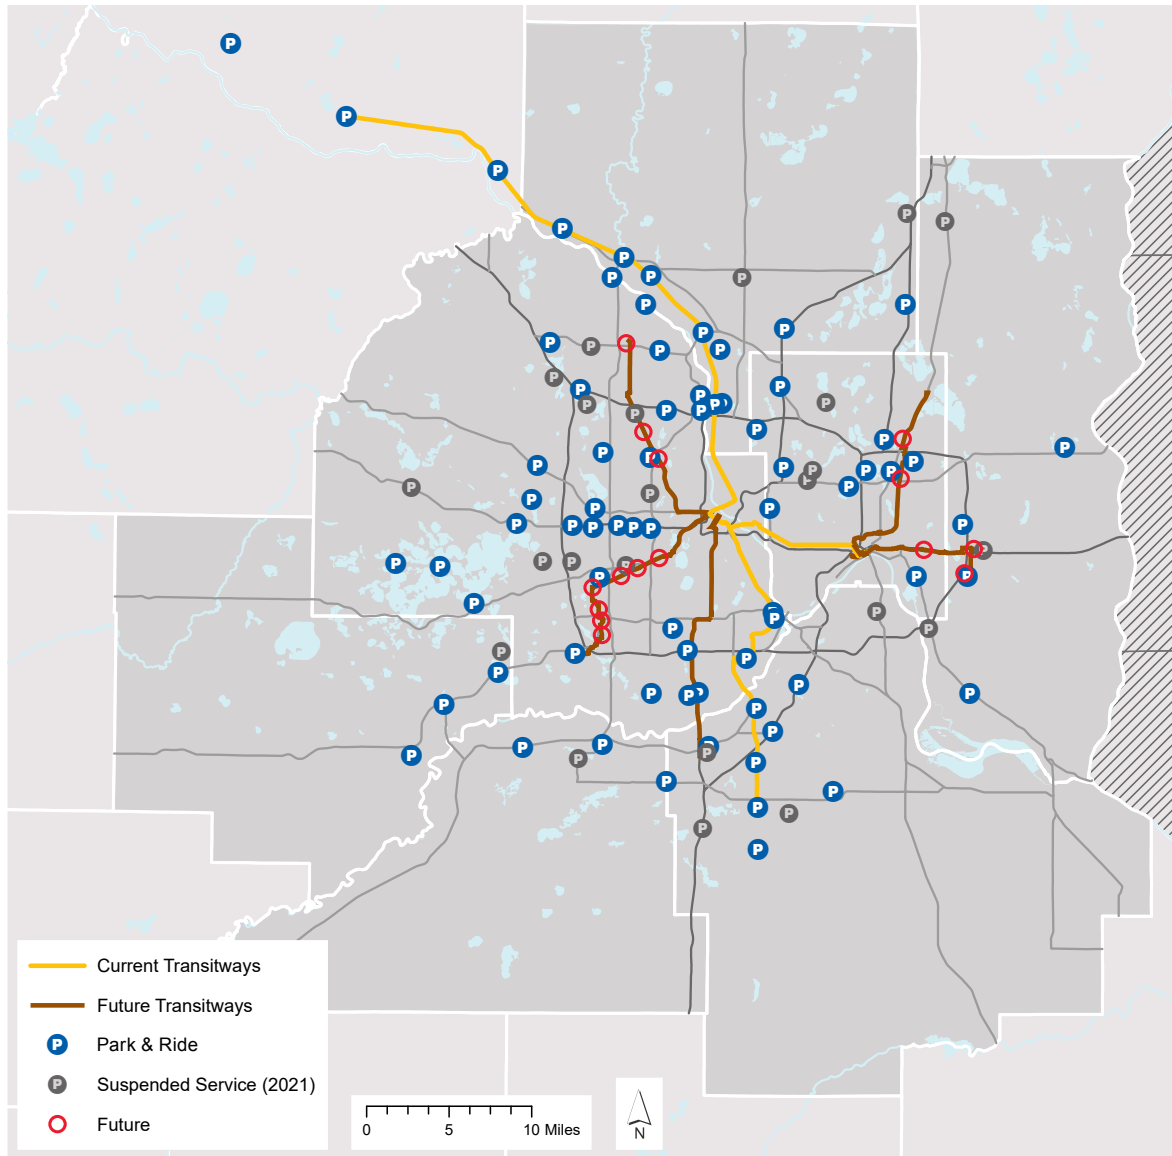 Current Transitways
Future Transitways
P Park & Ride
P Suspended Service (2021)
Future
0 5 10 Miles
N